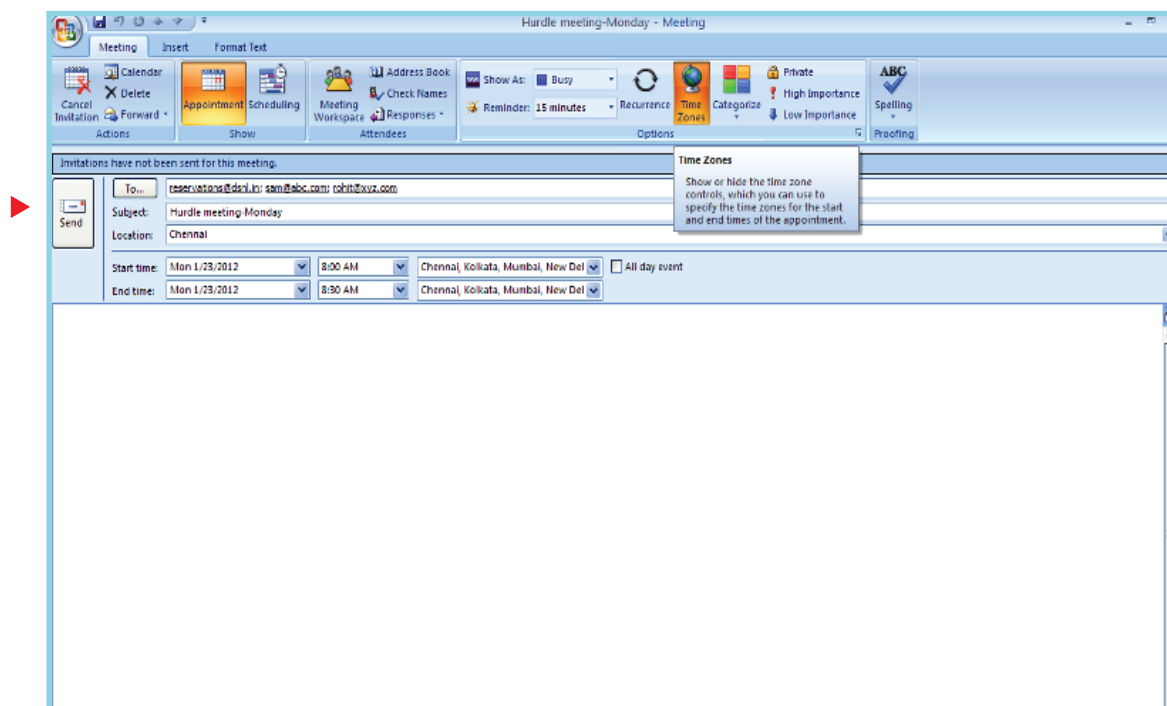 Hurdle meeting-Monday - Meeting
Meeting Insert Format Text
Cancel Invitation
Calendar
Delete
Forward
Actions
Appointment
Scheduling
Show
Meeting Workspace
Address Book
Check Names
Responses
Attendees
Show As: Busy
Reminder: 15 minutes
Recurrence
Time Zones
Categorize
Private
High Importance
Low Importance
Options
ABC
Spelling
Proofing
Invitations have not been sent for this meeting.
Time Zones
Show or hide the time zone
controls, which you can use to
specify the time zones for the start
and end times of the appointment.
Send
To... reservations@dsnl.in; sam@abc.com; rohit@xyz.com
Subject: Hurdle meeting-Monday
Location: Chennai
Start time: Mon 1/23/2012 8:00 AM Chennai, Kolkata, Mumbai, New Del All day event
End time: Mon 1/23/2012 8:30 AM Chennai, Kolkata, Mumbai, New Del